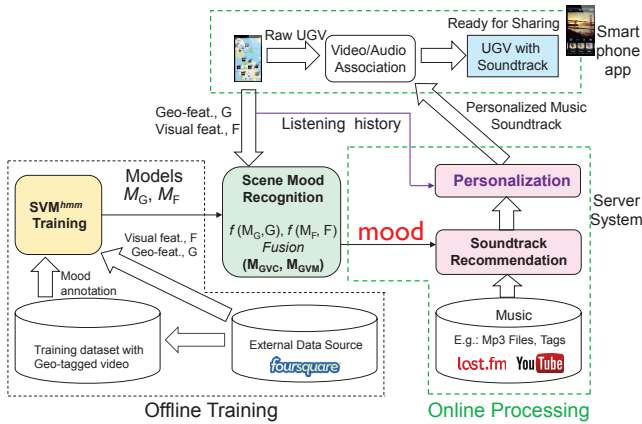 Ready for Sharing
Smart
phone
app
Raw UGV
Video/Audio
Association
UGV with
Soundtrack
Geo-feat., G
Visual feat., F
Listening history
Personalized Music
Soundtrack
Models
M_G, M_F
SVM^hmm
Training
Scene Mood
Recognition
f (M_G,G), f (M_F, F)
Fusion
(M_GVC, M_GVM)
Personalization
Server
System
mood
Soundtrack
Recommendation
Visual feat., F
Geo-feat., G
Mood
annotation
Training dataset with
Geo-tagged video
External Data Source
foursquare
Music
E.g.: Mp3 Files, Tags
last.fm YouTube
Offline Training
Online Processing